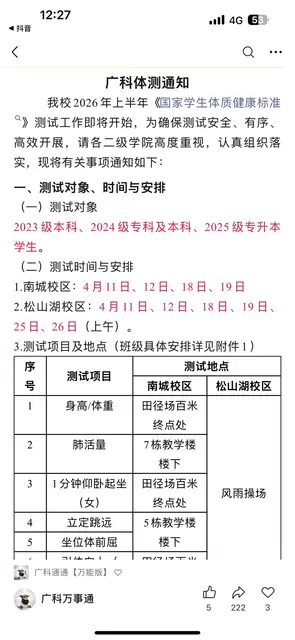 12:27
4G 53
抖音
广科体测通知
我校2026年上半年《国家学生体质健康标准
》测试工作即将开始，为确保测试安全、有序、
高效开展，请各二级学院高度重视，认真组织落
实，现将有关事项通知如下：
一、测试对象、时间与安排
（一）测试对象
2023级本科、2024级专科及本科、2025级专升本
学生。
（二）测试时间与安排
1.南城校区：4月11日、12日、18日、19日
2.松山湖校区：4月11日、12日、18日、19日、
25日、26日（上午）。
3.测试项目及地点（班级具体安排详见附件1）
序号 测试项目 测试地点
南城校区 松山湖校区
1 身高/体重 田径场百米终点处 风雨操场
2 肺活量 7栋教学楼楼下
3 1分钟仰卧起坐（女） 田径场百米终点处
4 立定跳远 5栋教学楼楼下
5 坐位体前屈
广科通通【万能版】
广科万事通
5 222 3